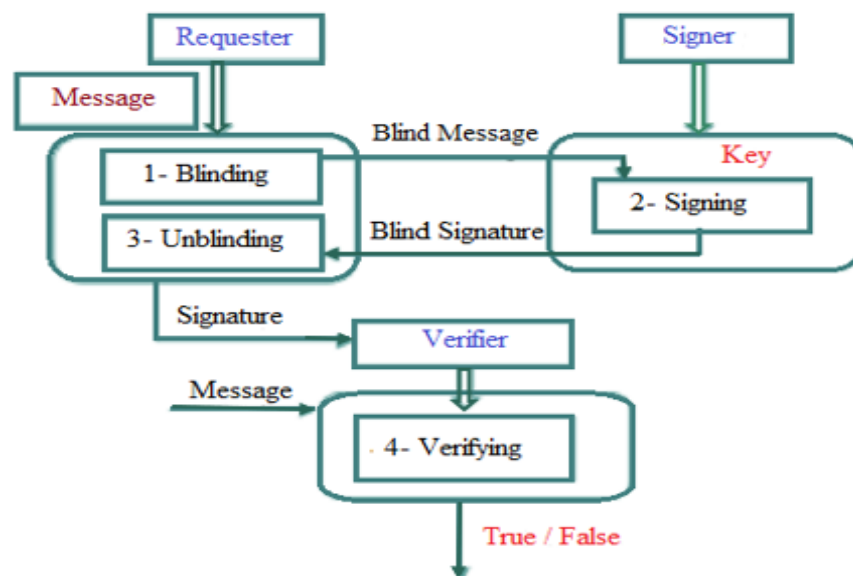 Requester
Signer
Message
Blind Message
Key
1- Blinding
2- Signing
3- Unblinding
Blind Signature
Signature
Verifier
Message
4- Verifying
True / False